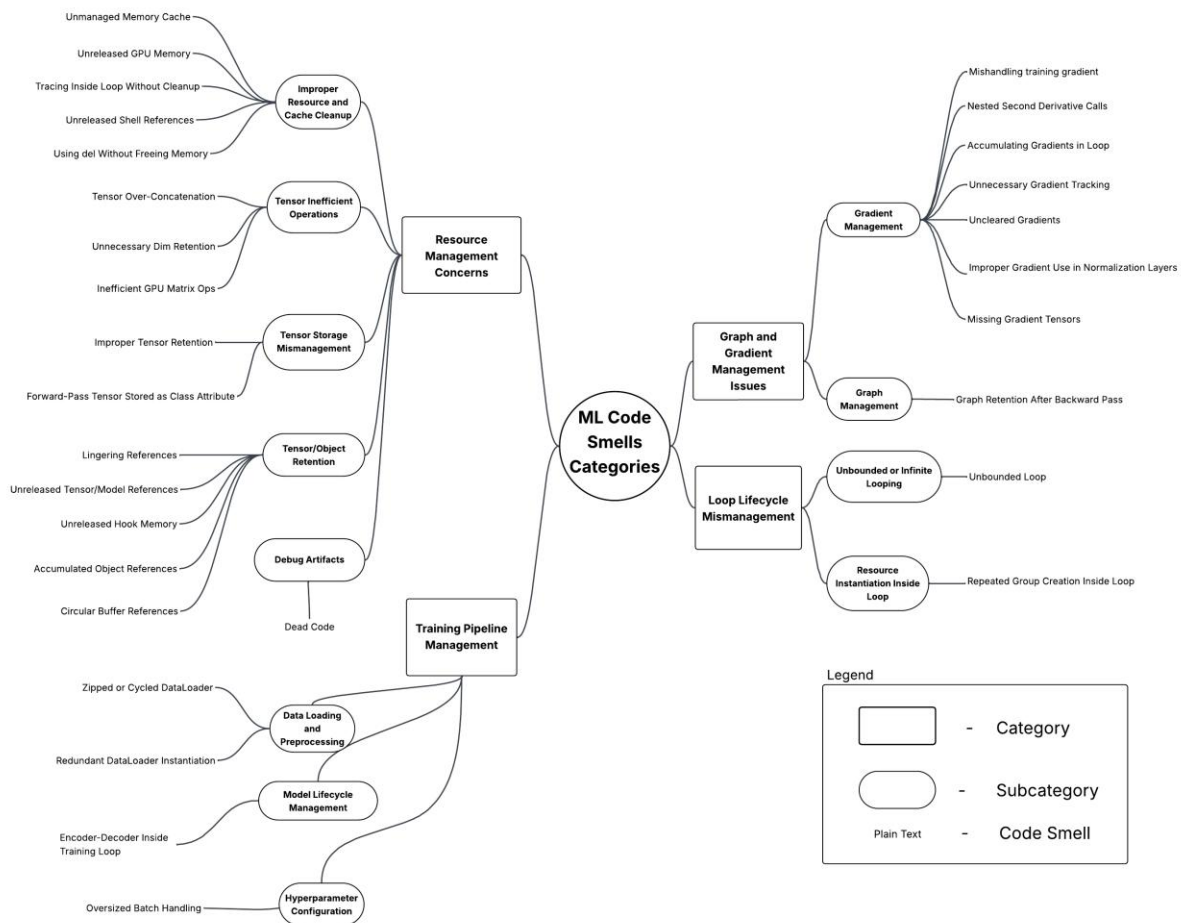 Unmanaged Memory Cache
Unreleased GPU Memory
Tracing Inside Loop Without Cleanup
Unreleased Shell References
Using del Without Freeing Memory
Improper
Resource and
Cache Cleanup
Tensor Over-Concatenation
Unnecessary Dim Retention
Inefficient GPU Matrix Ops
Tensor Inefficient
Operations
Improper Tensor Retention
Forward-Pass Tensor Stored as Class Attribute
Tensor Storage
Mismanagement
Lingering References
Unreleased Tensor/Model References
Unreleased Hook Memory
Accumulated Object References
Circular Buffer References
Tensor/Object
Retention
Debug Artifacts
Dead Code
Resource
Management
Concerns
Training Pipeline
Management
Zipped or Cycled DataLoader
Redundant DataLoader Instantiation
Data Loading
and
Preprocessing
Model Lifecycle
Management
Encoder-Decoder Inside
Training Loop
Oversized Batch Handling
Hyperparameter
Configuration
ML Code
Smells
Categories
Graph and
Gradient
Management
Issues
Gradient
Management
Mishandling training gradient
Nested Second Derivative Calls
Accumulating Gradients in Loop
Unnecessary Gradient Tracking
Uncleared Gradients
Improper Gradient Use in Normalization Layers
Missing Gradient Tensors
Graph
Management
Graph Retention After Backward Pass
Loop Lifecycle
Mismanagement
Unbounded or Infinite
Looping
Unbounded Loop
Resource
Instantiation Inside
Loop
Repeated Group Creation Inside Loop
Legend
- Category
- Subcategory
Plain Text - Code Smell